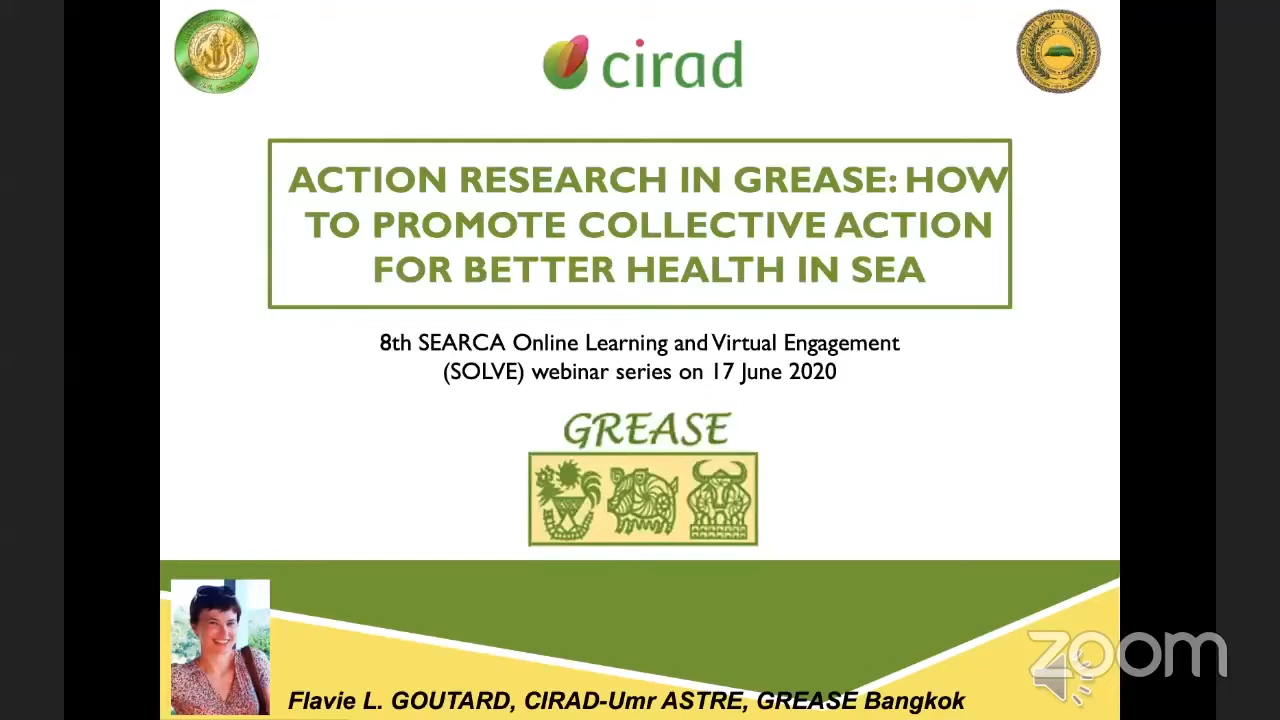 cirad
ACTION RESEARCH IN GREASE: HOW
TO PROMOTE COLLECTIVE ACTION
FOR BETTER HEALTH IN SEA
8th SEARCA Online Learning and Virtual Engagement
(SOLVE) webinar series on 17 June 2020
GREASE
zoom
Flavie L. GOUTARD, CIRAD-Umr ASTRE, GREASE Bangkok